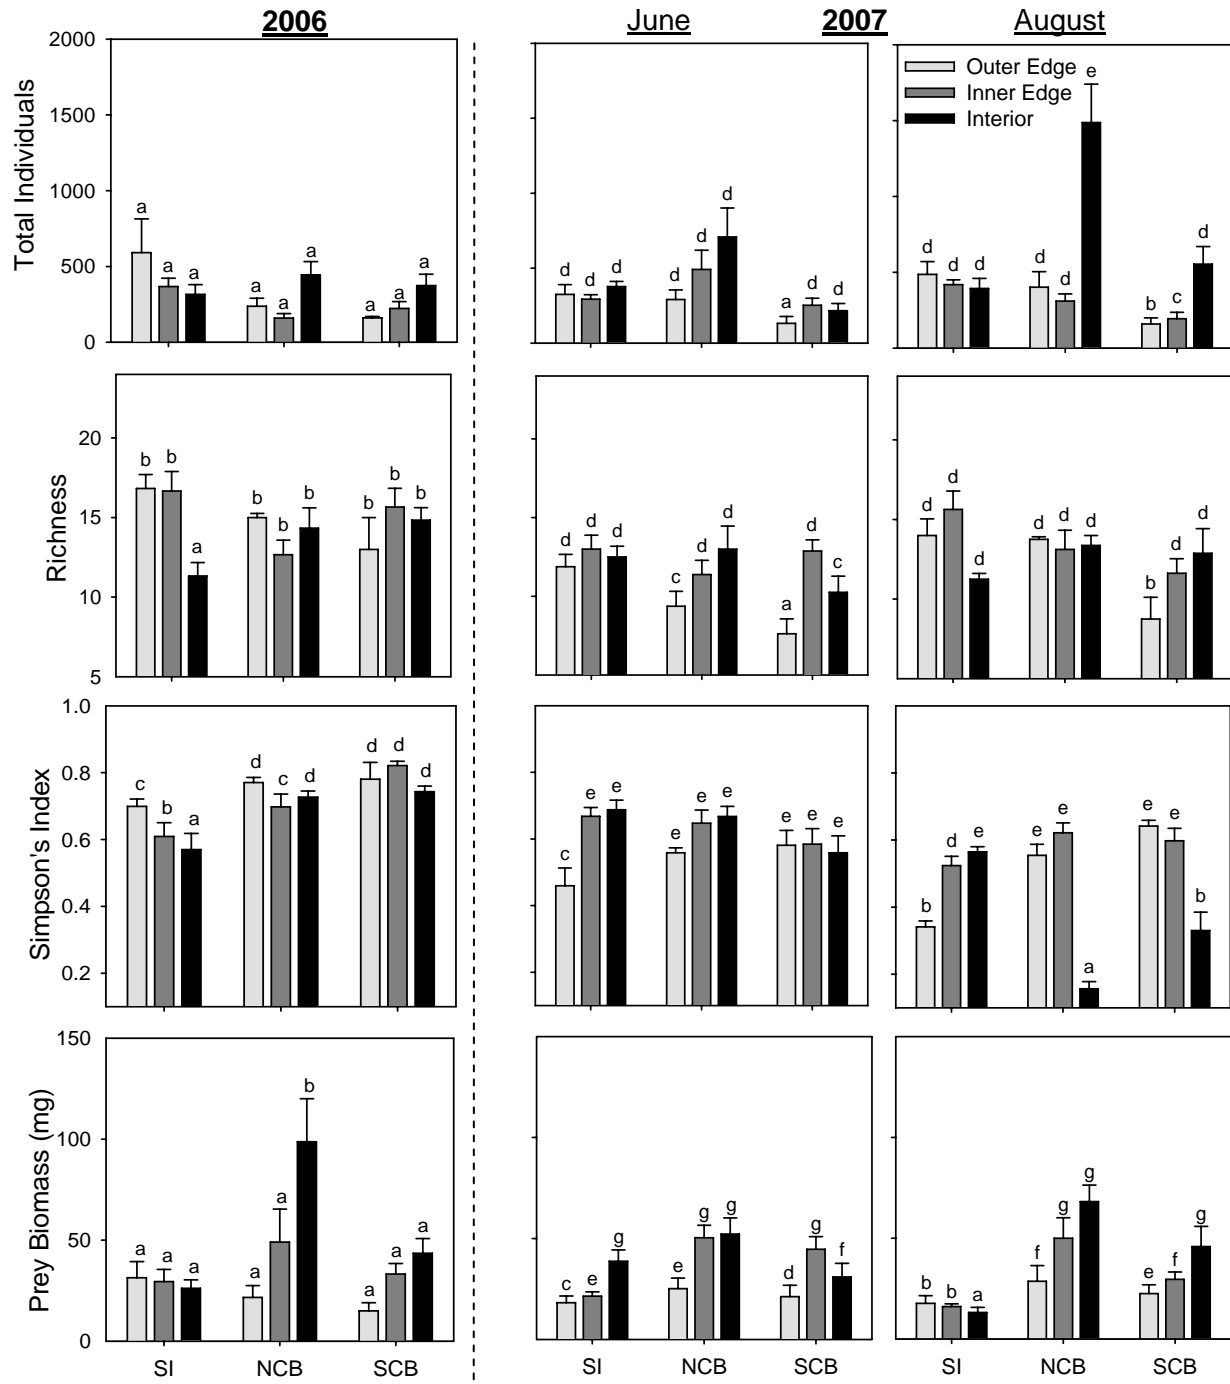 2006 June 2007 August
Total Individuals
2000
1500
1000
500
0
a a a a a a a a a
d d d d d d a d d
d d d d d e b c d
Outer Edge
Inner Edge
Interior
Richness
20
15
10
5
b b a b b b b b b
d d d c d d a d c
d d d d d d b d d
Simpson's Index
1.0
0.8
0.6
0.4
0.2
c b a d c d d d d
c e e e e e e e e
b d e e e a e e b
Prey Biomass (mg)
150
100
50
0
a a a a a b a a a
c e g e g g d g f
b b a f g g e f g
SI NCB SCB SI NCB SCB SI NCB SCB